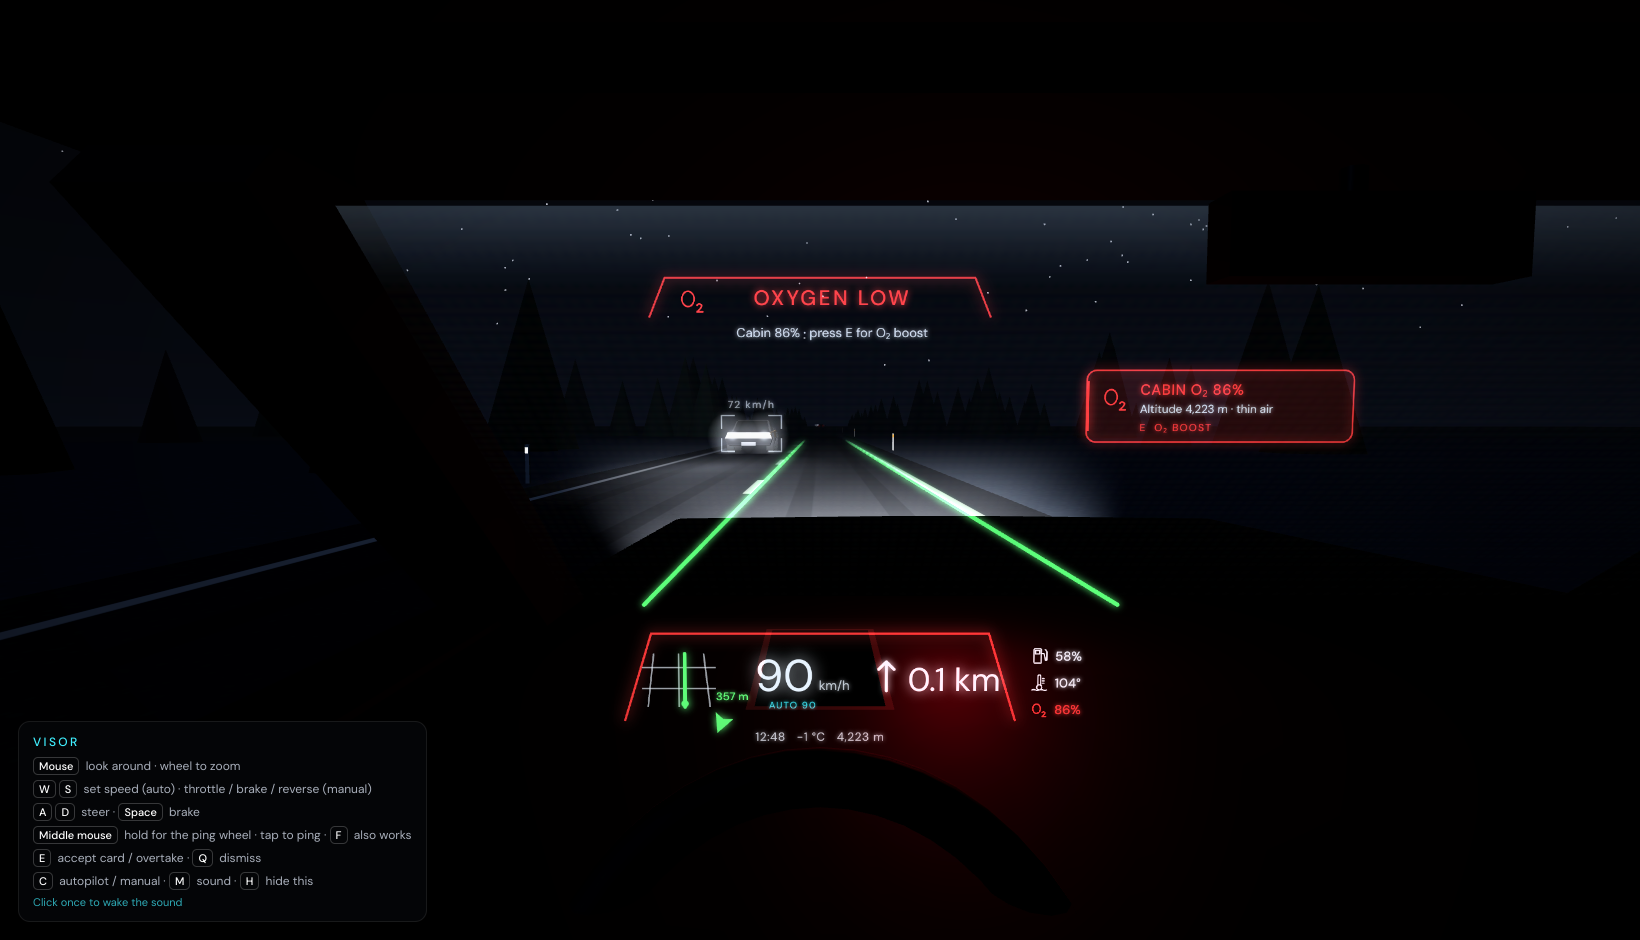 O₂ OXYGEN LOW
Cabin 86% : press E for O₂ boost
72 km/h
O₂ CABIN O₂ 86%
Altitude 4,223 m · thin air
E O₂ BOOST
357 m
90 km/h
AUTO 90
↑ 0.1 km
58%
104°
O₂ 86%
12:48 -1 °C 4,223 m
VISOR
Mouse look around · wheel to zoom
W S set speed (auto) · throttle / brake / reverse (manual)
A D steer · Space brake
Middle mouse hold for the ping wheel · tap to ping · F also works
E accept card / overtake · Q dismiss
C autopilot / manual · M sound · H hide this
Click once to wake the sound